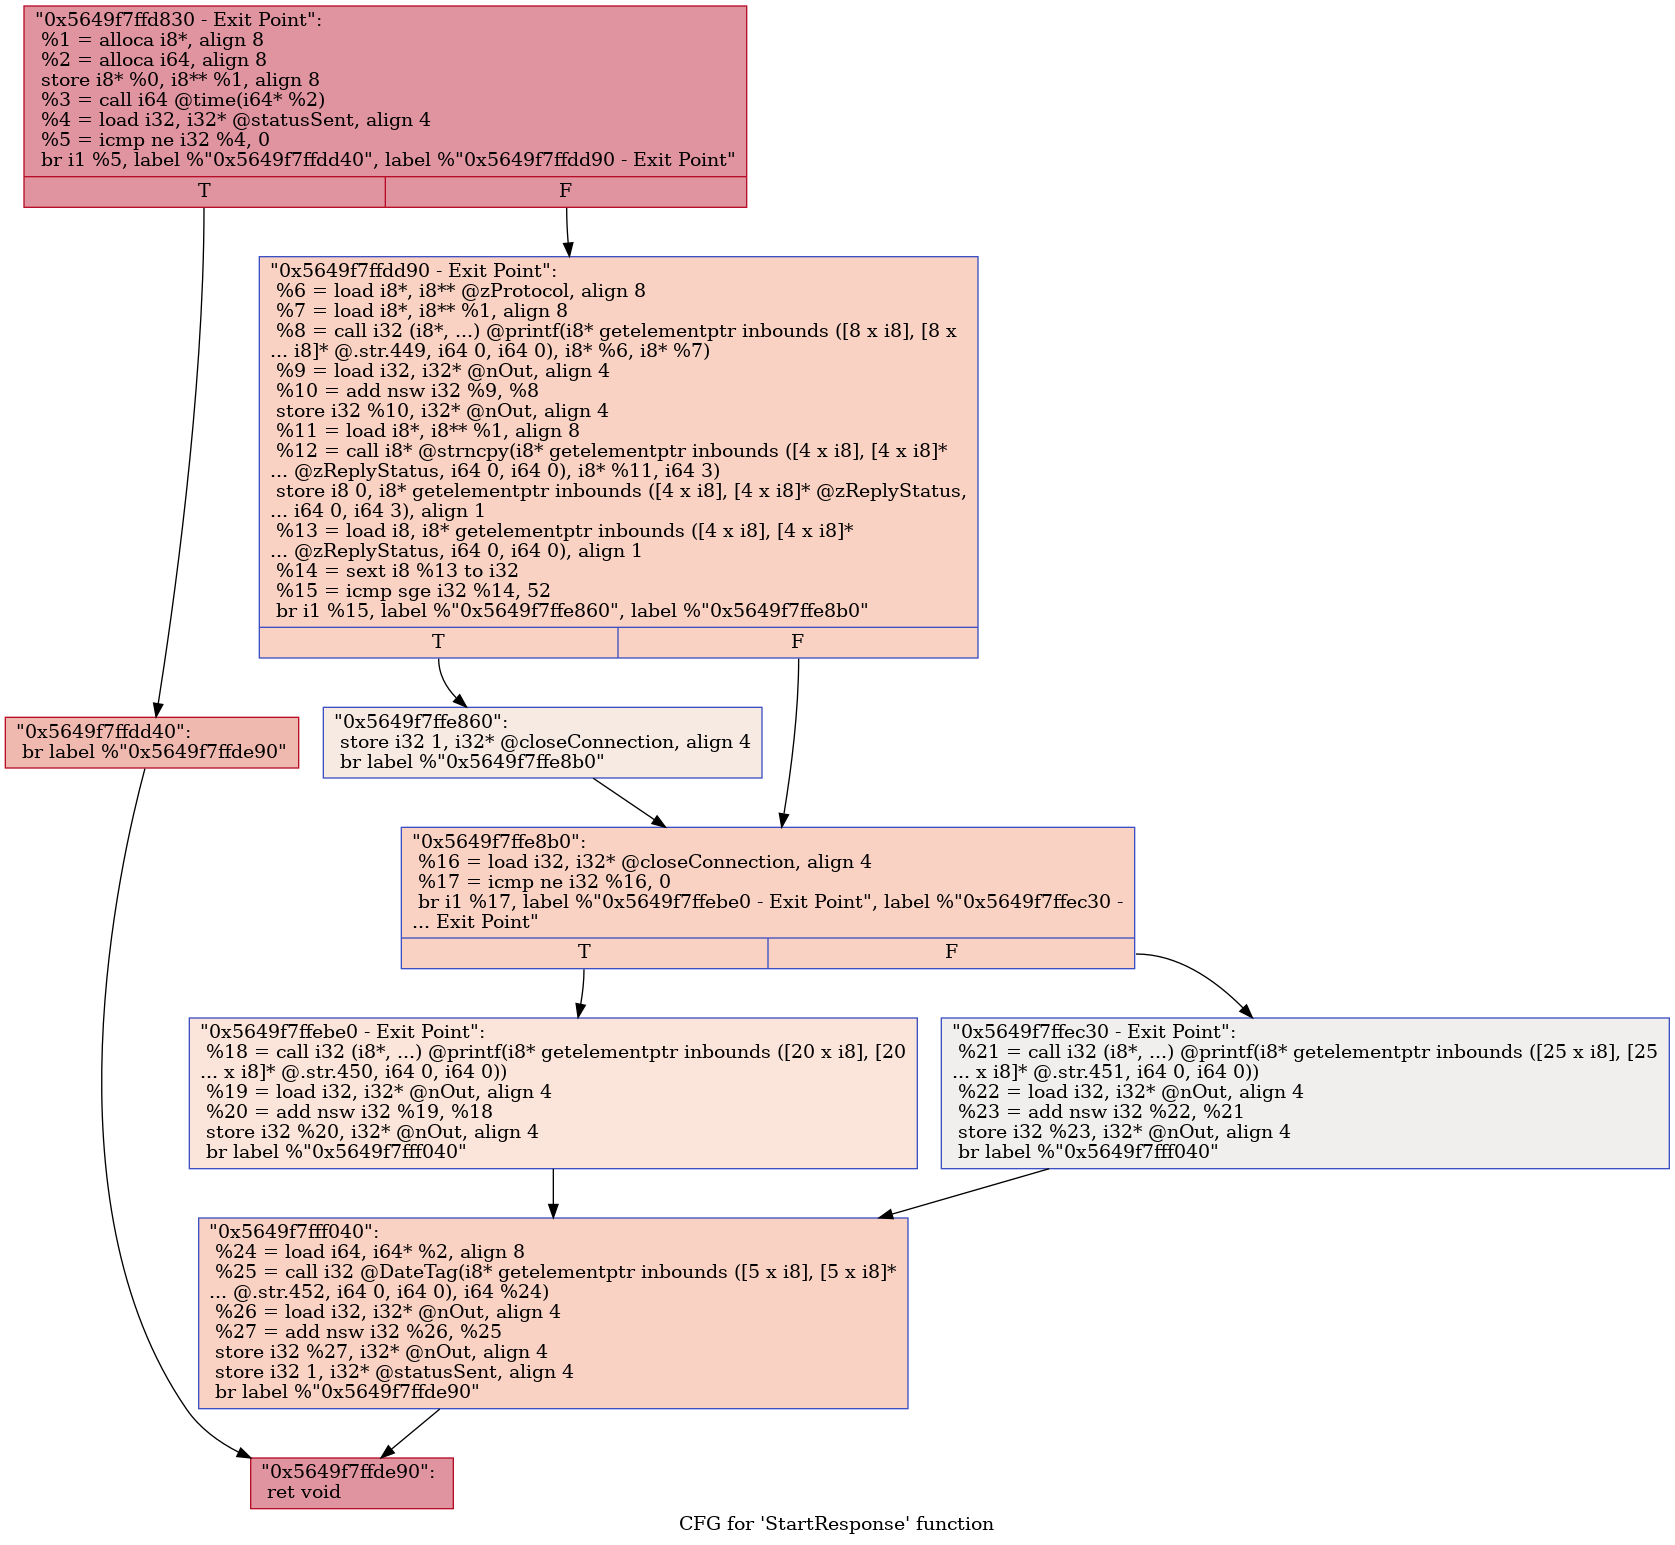 "0x5649f7ffd830 - Exit Point":
%1 = alloca i8*, align 8
%2 = alloca i64, align 8
store i8* %0, i8** %1, align 8
%3 = call i64 @time(i64* %2)
%4 = load i32, i32* @statusSent, align 4
%5 = icmp ne i32 %4, 0
br i1 %5, label %"0x5649f7ffdd40", label %"0x5649f7ffdd90 - Exit Point"
T F
"0x5649f7ffdd90 - Exit Point":
%6 = load i8*, i8** @zProtocol, align 8
%7 = load i8*, i8** %1, align 8
%8 = call i32 (i8*, ...) @printf(i8* getelementptr inbounds ([8 x i8], [8 x
... i8]* @.str.449, i64 0, i64 0), i8* %6, i8* %7)
%9 = load i32, i32* @nOut, align 4
%10 = add nsw i32 %9, %8
store i32 %10, i32* @nOut, align 4
%11 = load i8*, i8** %1, align 8
%12 = call i8* @strncpy(i8* getelementptr inbounds ([4 x i8], [4 x i8]*
... @zReplyStatus, i64 0, i64 0), i8* %11, i64 3)
store i8 0, i8* getelementptr inbounds ([4 x i8], [4 x i8]* @zReplyStatus,
... i64 0, i64 3), align 1
%13 = load i8, i8* getelementptr inbounds ([4 x i8], [4 x i8]*
... @zReplyStatus, i64 0, i64 0), align 1
%14 = sext i8 %13 to i32
%15 = icmp sge i32 %14, 52
br i1 %15, label %"0x5649f7ffe860", label %"0x5649f7ffe8b0"
T F
"0x5649f7ffdd40":
br label %"0x5649f7ffde90"
"0x5649f7ffe860":
store i32 1, i32* @closeConnection, align 4
br label %"0x5649f7ffe8b0"
"0x5649f7ffe8b0":
%16 = load i32, i32* @closeConnection, align 4
%17 = icmp ne i32 %16, 0
br i1 %17, label %"0x5649f7ffebe0 - Exit Point", label %"0x5649f7ffec30 -
... Exit Point"
T F
"0x5649f7ffebe0 - Exit Point":
%18 = call i32 (i8*, ...) @printf(i8* getelementptr inbounds ([20 x i8], [20
... x i8]* @.str.450, i64 0, i64 0))
%19 = load i32, i32* @nOut, align 4
%20 = add nsw i32 %19, %18
store i32 %20, i32* @nOut, align 4
br label %"0x5649f7fff040"
"0x5649f7ffec30 - Exit Point":
%21 = call i32 (i8*, ...) @printf(i8* getelementptr inbounds ([25 x i8], [25
... x i8]* @.str.451, i64 0, i64 0))
%22 = load i32, i32* @nOut, align 4
%23 = add nsw i32 %22, %21
store i32 %23, i32* @nOut, align 4
br label %"0x5649f7fff040"
"0x5649f7fff040":
%24 = load i64, i64* %2, align 8
%25 = call i32 @DateTag(i8* getelementptr inbounds ([5 x i8], [5 x i8]*
... @.str.452, i64 0, i64 0), i64 %24)
%26 = load i32, i32* @nOut, align 4
%27 = add nsw i32 %26, %25
store i32 %27, i32* @nOut, align 4
store i32 1, i32* @statusSent, align 4
br label %"0x5649f7ffde90"
"0x5649f7ffde90":
ret void
CFG for 'StartResponse' function